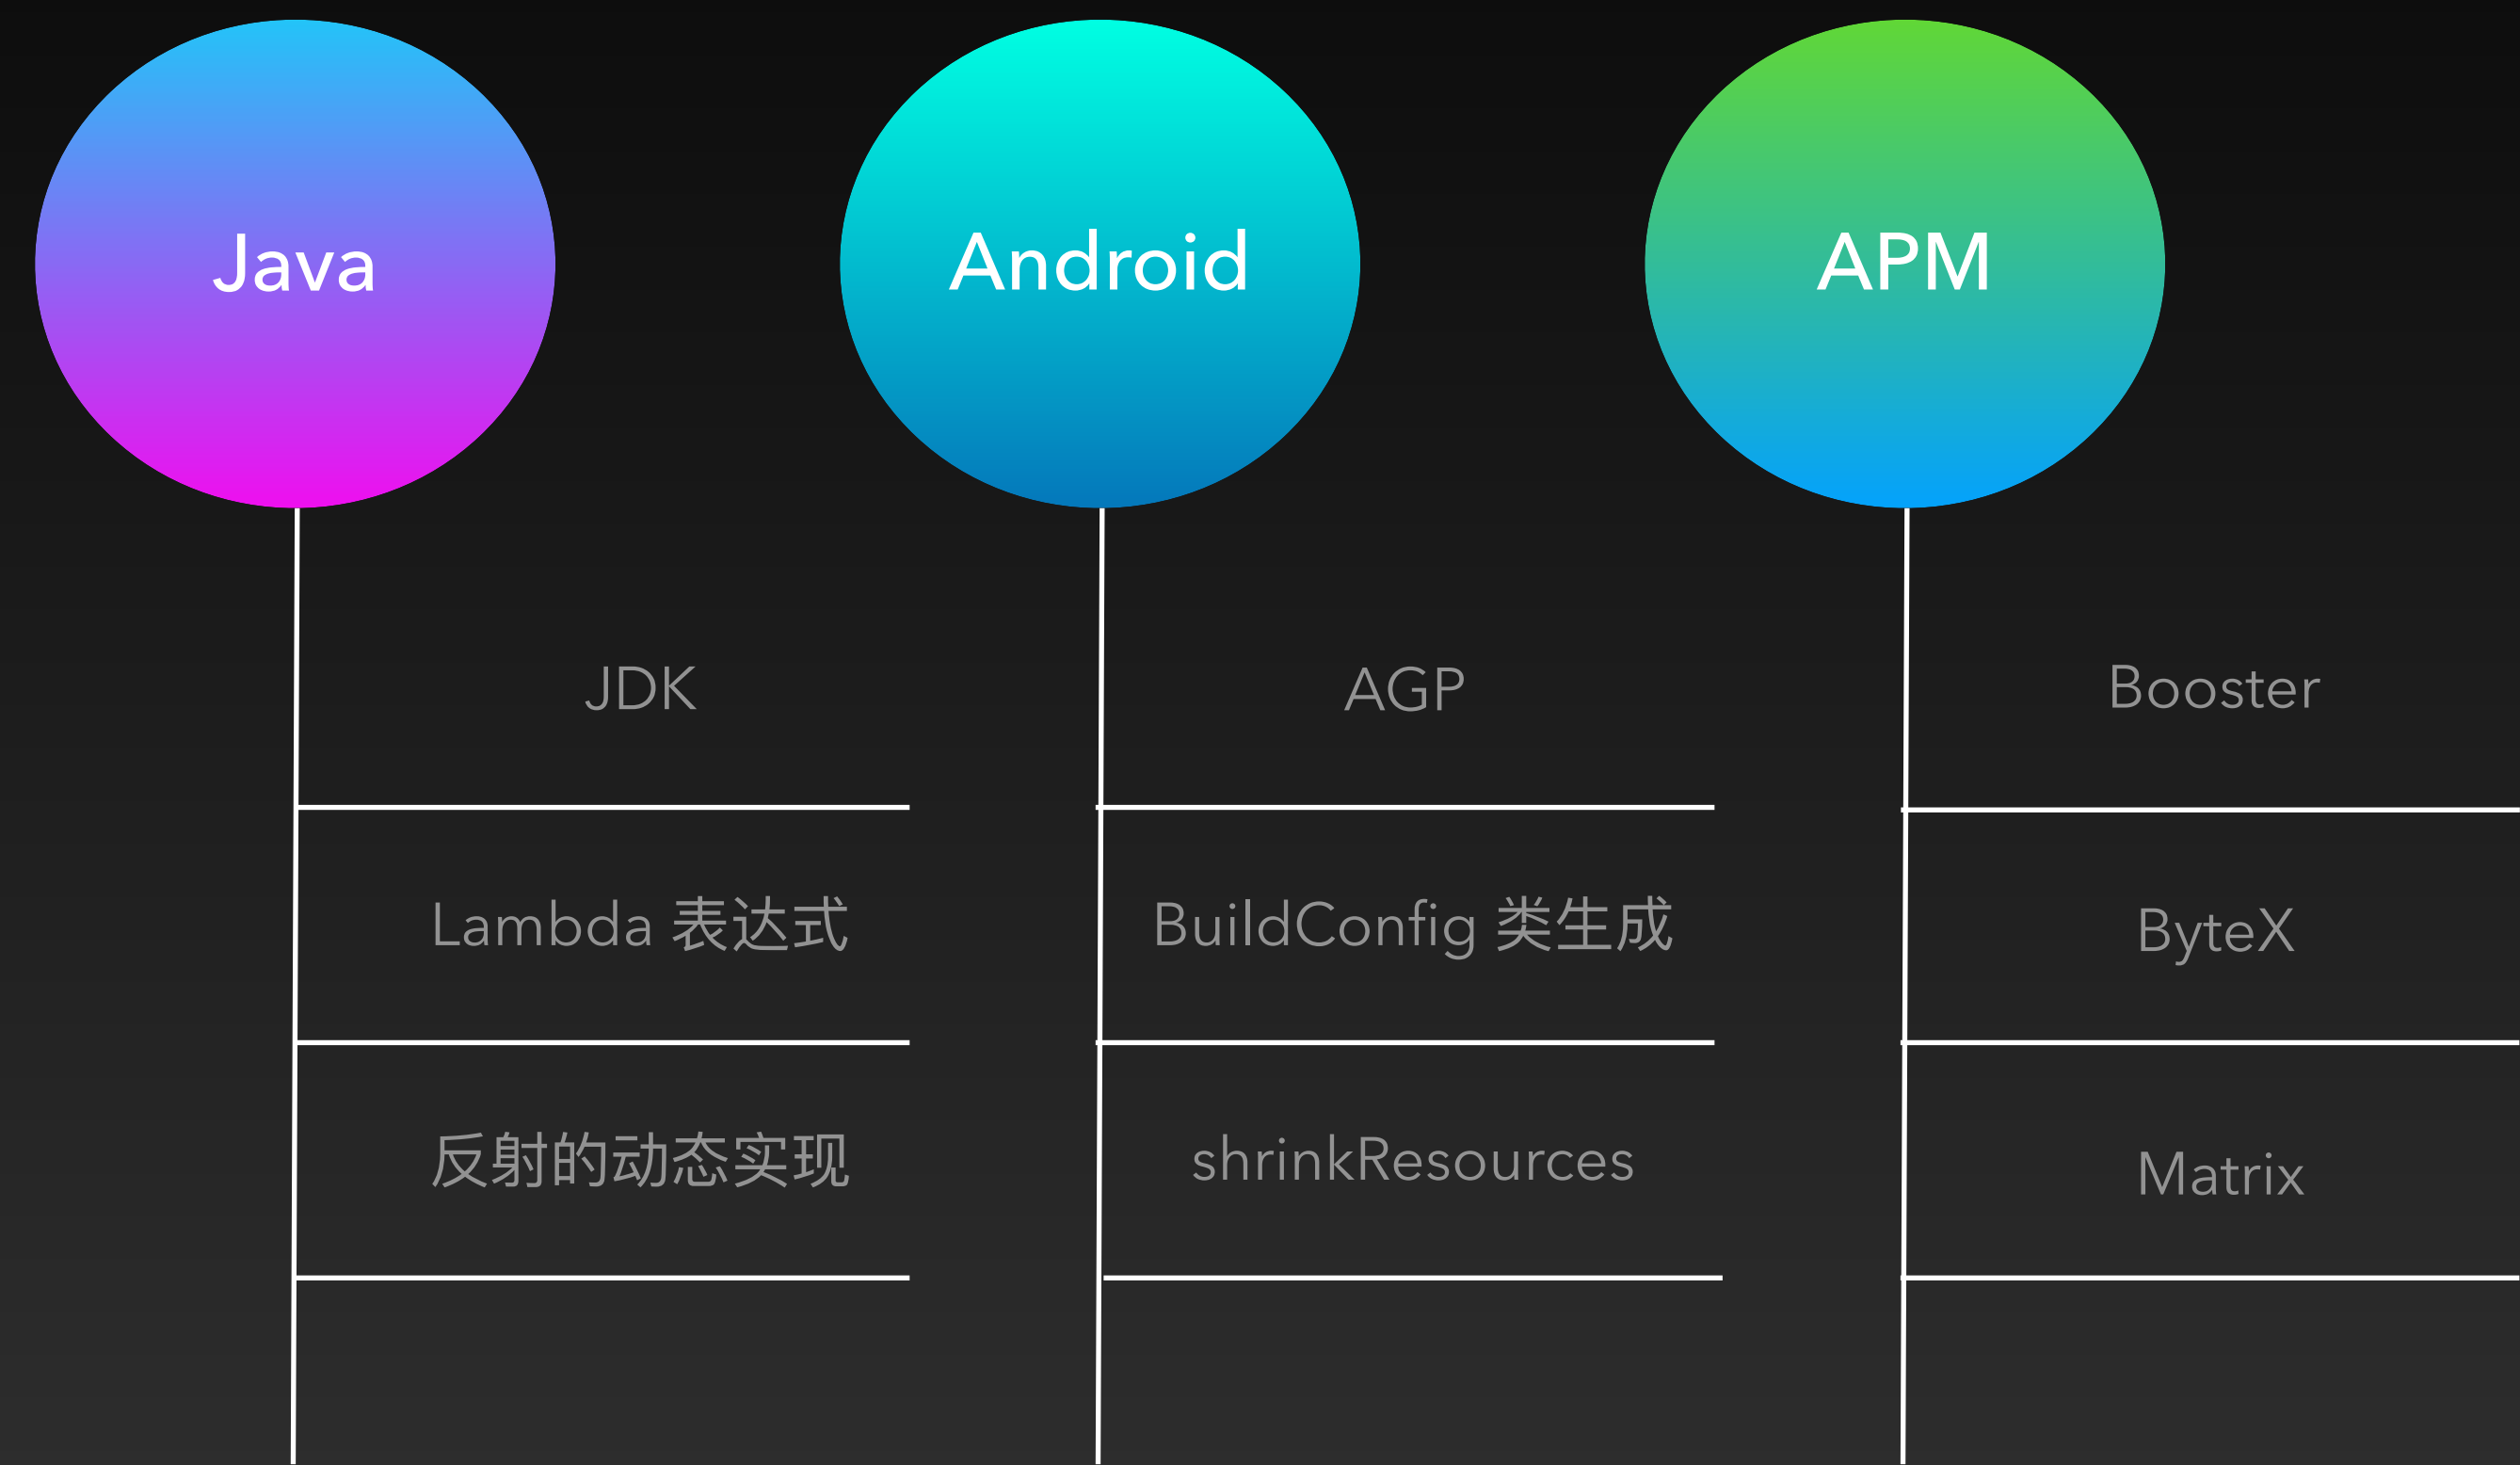 Java
JDK
Lambda 表达式
反射的动态实现
Android
AGP
BuildConfig 类生成
shrinkResources
APM
Booster
ByteX
Matrix